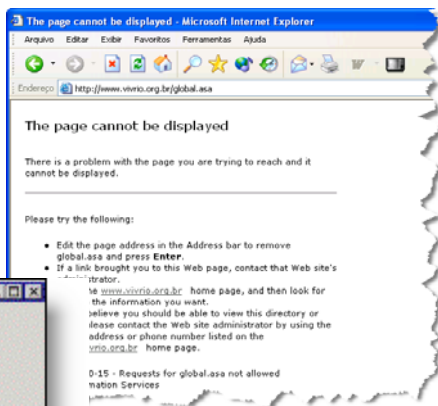 The page cannot be displayed - Microsoft Internet Explorer
Arquivo Editar Exibir Favoritos Ferramentas Ajuda
Endereço http://www.vivrio.org.br/global.asa
The page cannot be displayed
There is a problem with the page you are trying to reach and it
cannot be displayed.
Please try the following:
• Edit the page address in the Address bar to remove
global.asa and press Enter.
• If a link brought you to this Web page, contact that Web site's
strator.
www.vivrio.org.br home page, and then look for
the information you want.
believe you should be able to view this directory or
lease contact the Web site administrator by using the
address or phone number listed on the
vrio.org.br home page.
0-15 - Requests for global.asa not allowed
mation Services